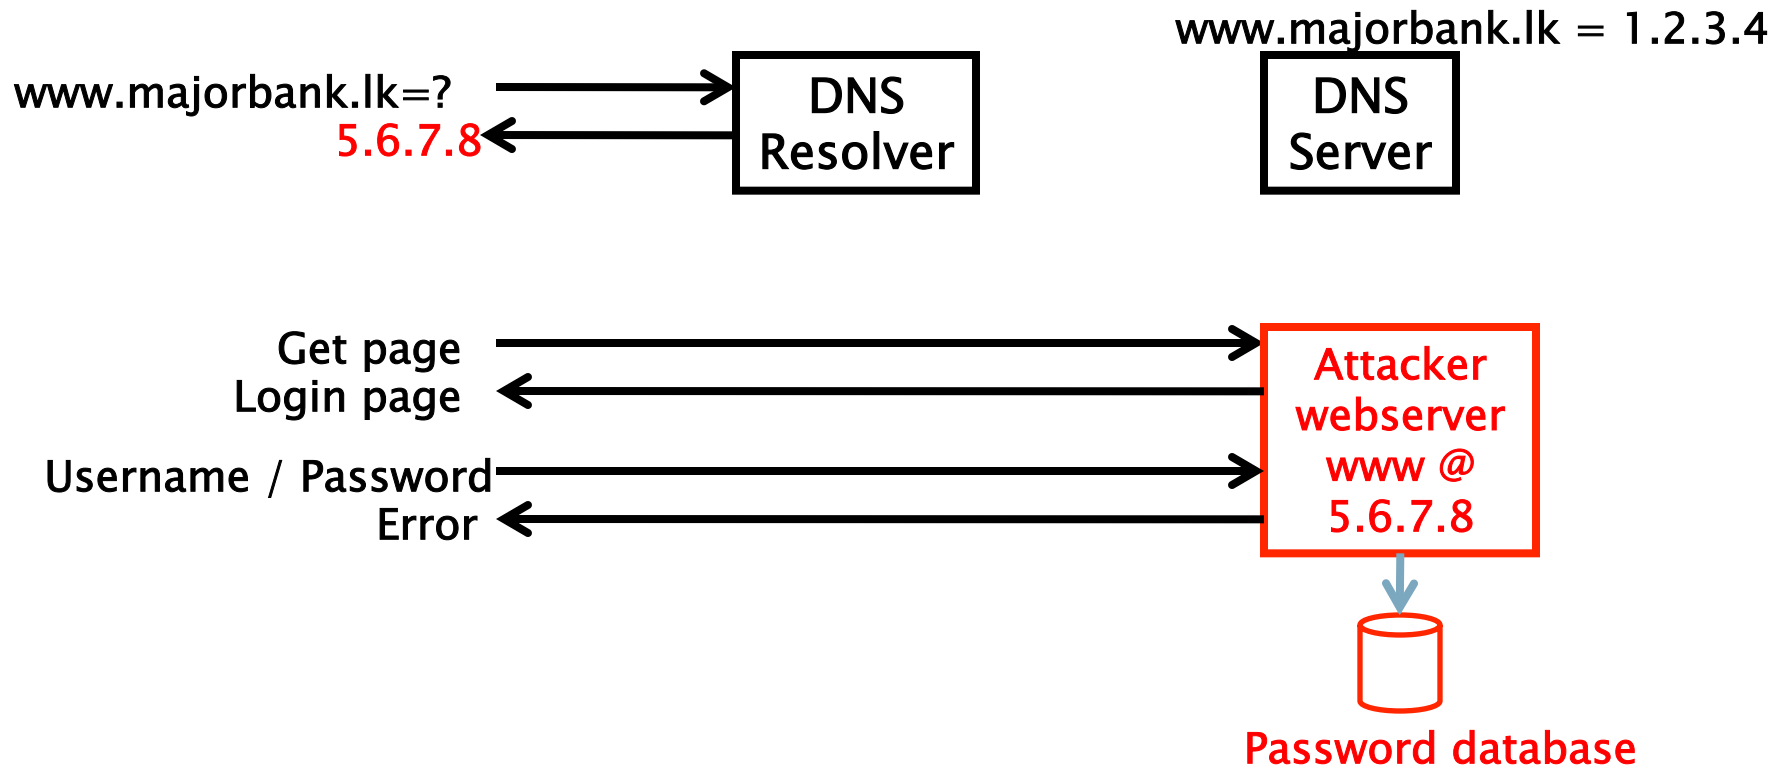 www.majorbank.lk = 1.2.3.4
www.majorbank.lk=?
5.6.7.8
DNS
Resolver
DNS
Server
Get page
Login page
Username / Password
Error
Attacker
webserver
www @
5.6.7.8
Password database